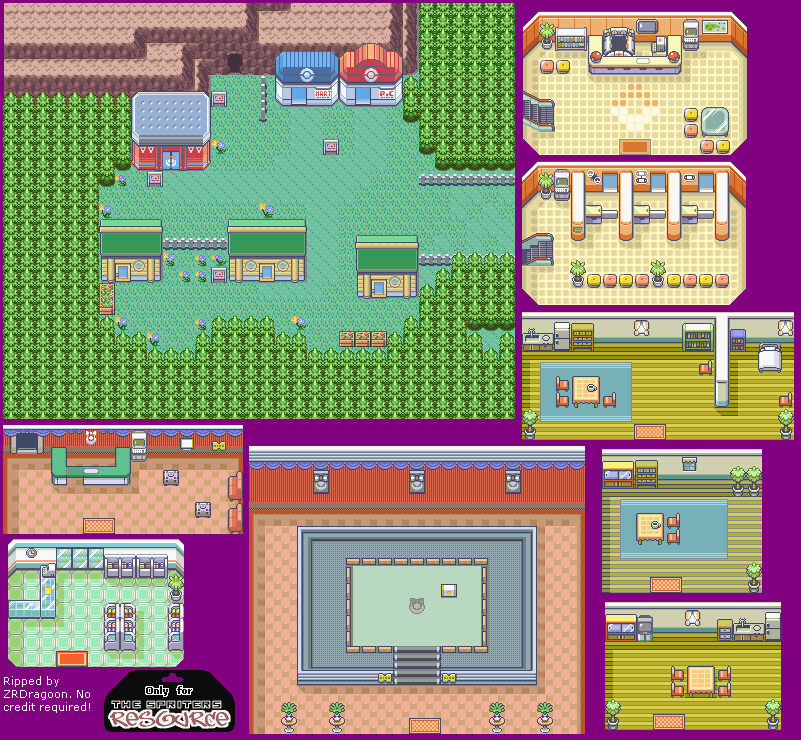 MART
P.C
Ripped by
ZRDragoon. No
credit required!
Only for
THE SPRITERS
RESOURCE